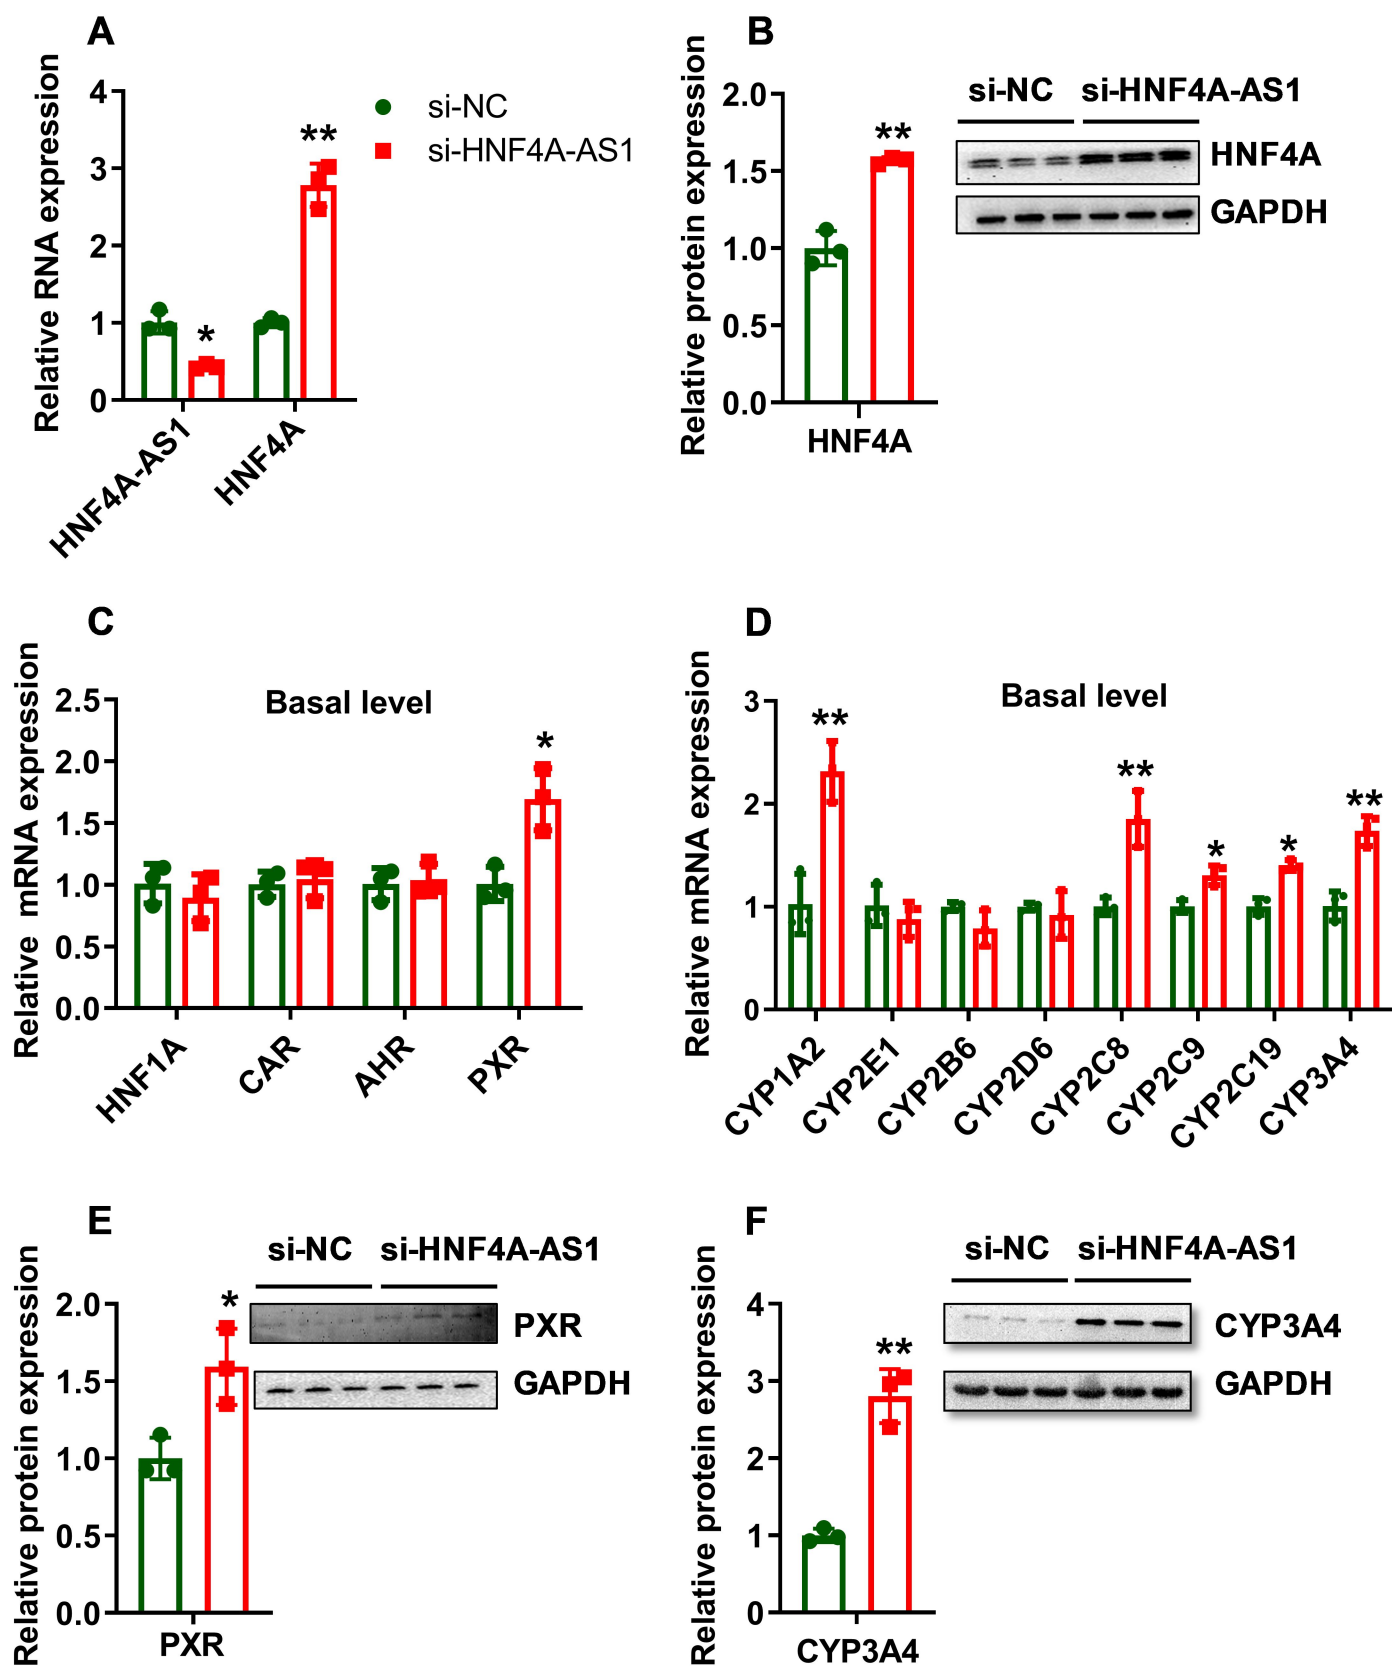 A
Relative RNA expression
4
3
2
1
0
**
*
HNF4A-AS1
HNF4A
si-NC
si-HNF4A-AS1
B
Relative protein expression
2.0
1.5
1.0
0.5
0.0
**
HNF4A
si-NC si-HNF4A-AS1
HNF4A
GAPDH
C
Relative mRNA expression
Basal level
2.5
2.0
1.5
1.0
0.5
0.0
*
HNF1A
CAR
AHR
PXR
D
Relative mRNA expression
Basal level
3
2
1
0
**
**
*
*
**
CYP1A2
CYP2E1
CYP2B6
CYP2D6
CYP2C8
CYP2C9
CYP2C19
CYP3A4
E
Relative protein expression
2.0
1.5
1.0
0.5
0.0
*
PXR
si-NC si-HNF4A-AS1
PXR
GAPDH
F
Relative protein expression
4
3
2
1
0
**
CYP3A4
si-NC si-HNF4A-AS1
CYP3A4
GAPDH